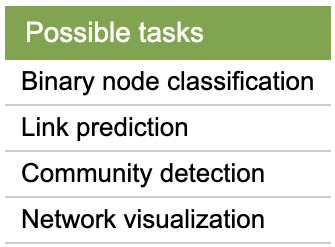 Possible tasks
Binary node classification
Link prediction
Community detection
Network visualization